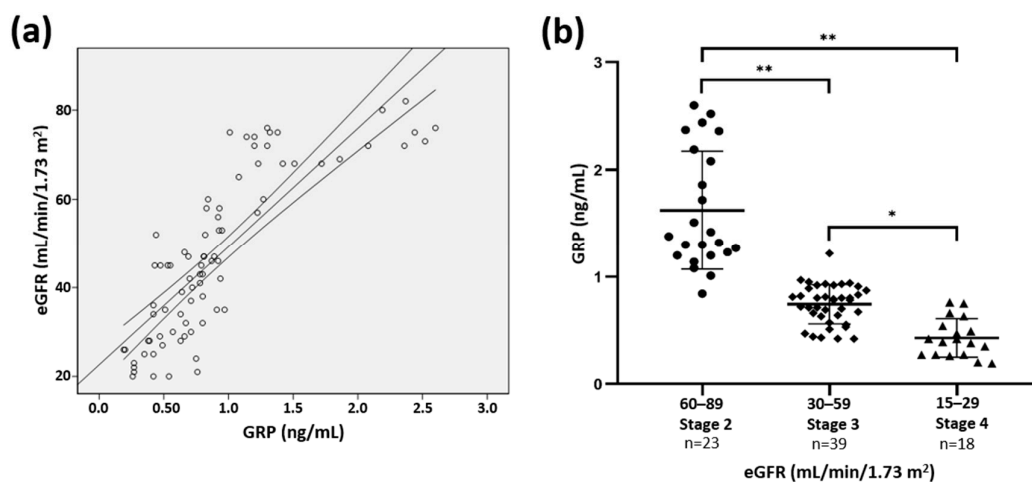 (a)
eGFR (mL/min/1.73 m²)
80
60
40
20
0.0 0.50 1.0 1.5 2.0 2.5 3.0
GRP (ng/mL)
(b)
**
**
*
GRP (ng/mL)
3
2
1
0
60–89 30–59 15–29
Stage 2 Stage 3 Stage 4
n=23 n=39 n=18
eGFR (mL/min/1.73 m²)